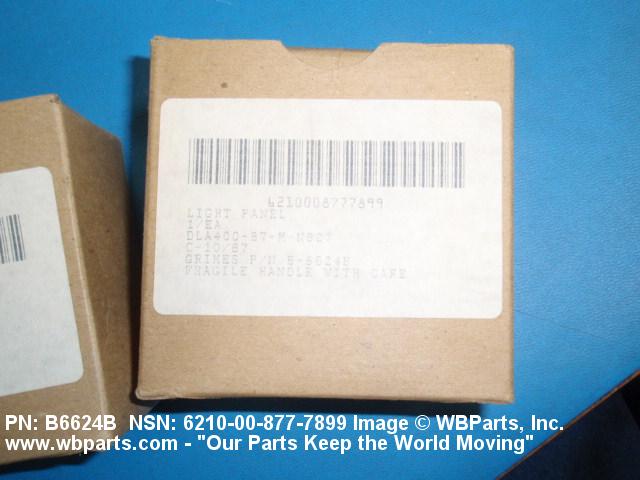 6210008777899
LIGHT PANEL
1/EA
DLA400-87-M-N827
C-10/87
GRIMES P/N B-6624B
FRAGILE HANDLE WITH CARE
PN: B6624B NSN: 6210-00-877-7899 Image © WBParts, Inc.
www.wbparts.com - "Our Parts Keep the World Moving"